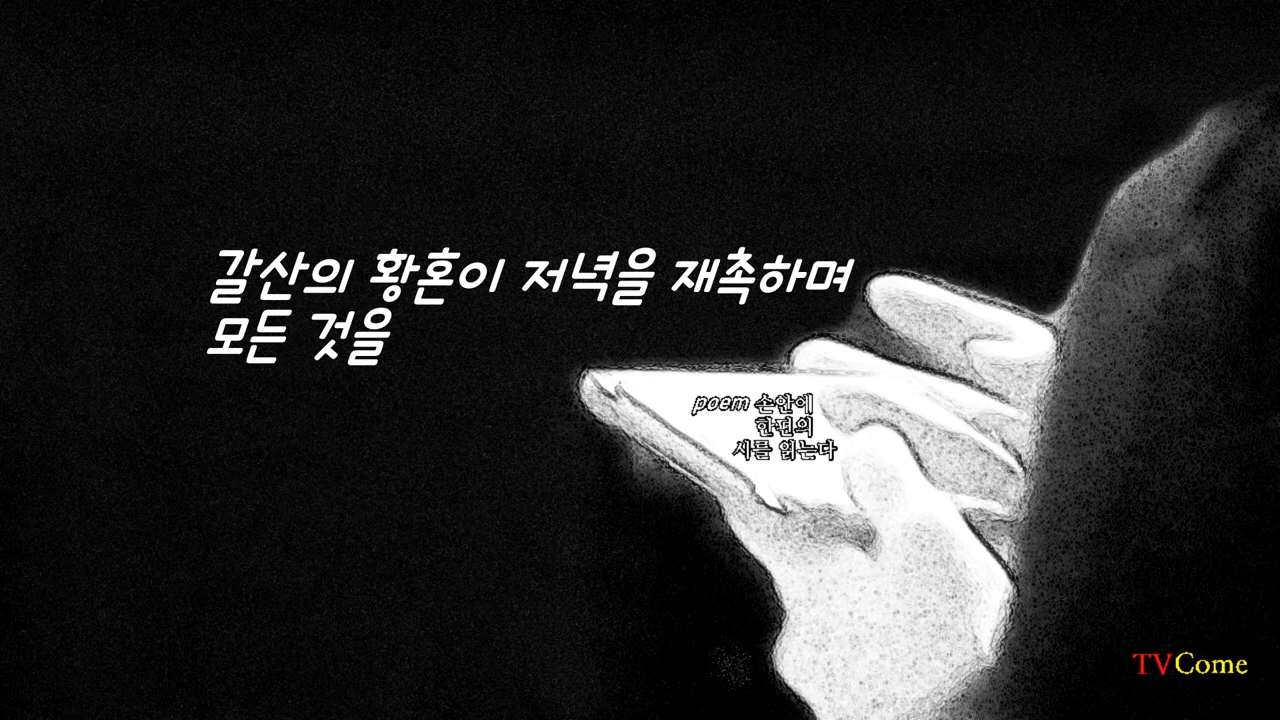 갈산의 황혼이 저녁을 재촉하며
모든 것을
poem 손안에
한편의
시를 읽는다
TVCome